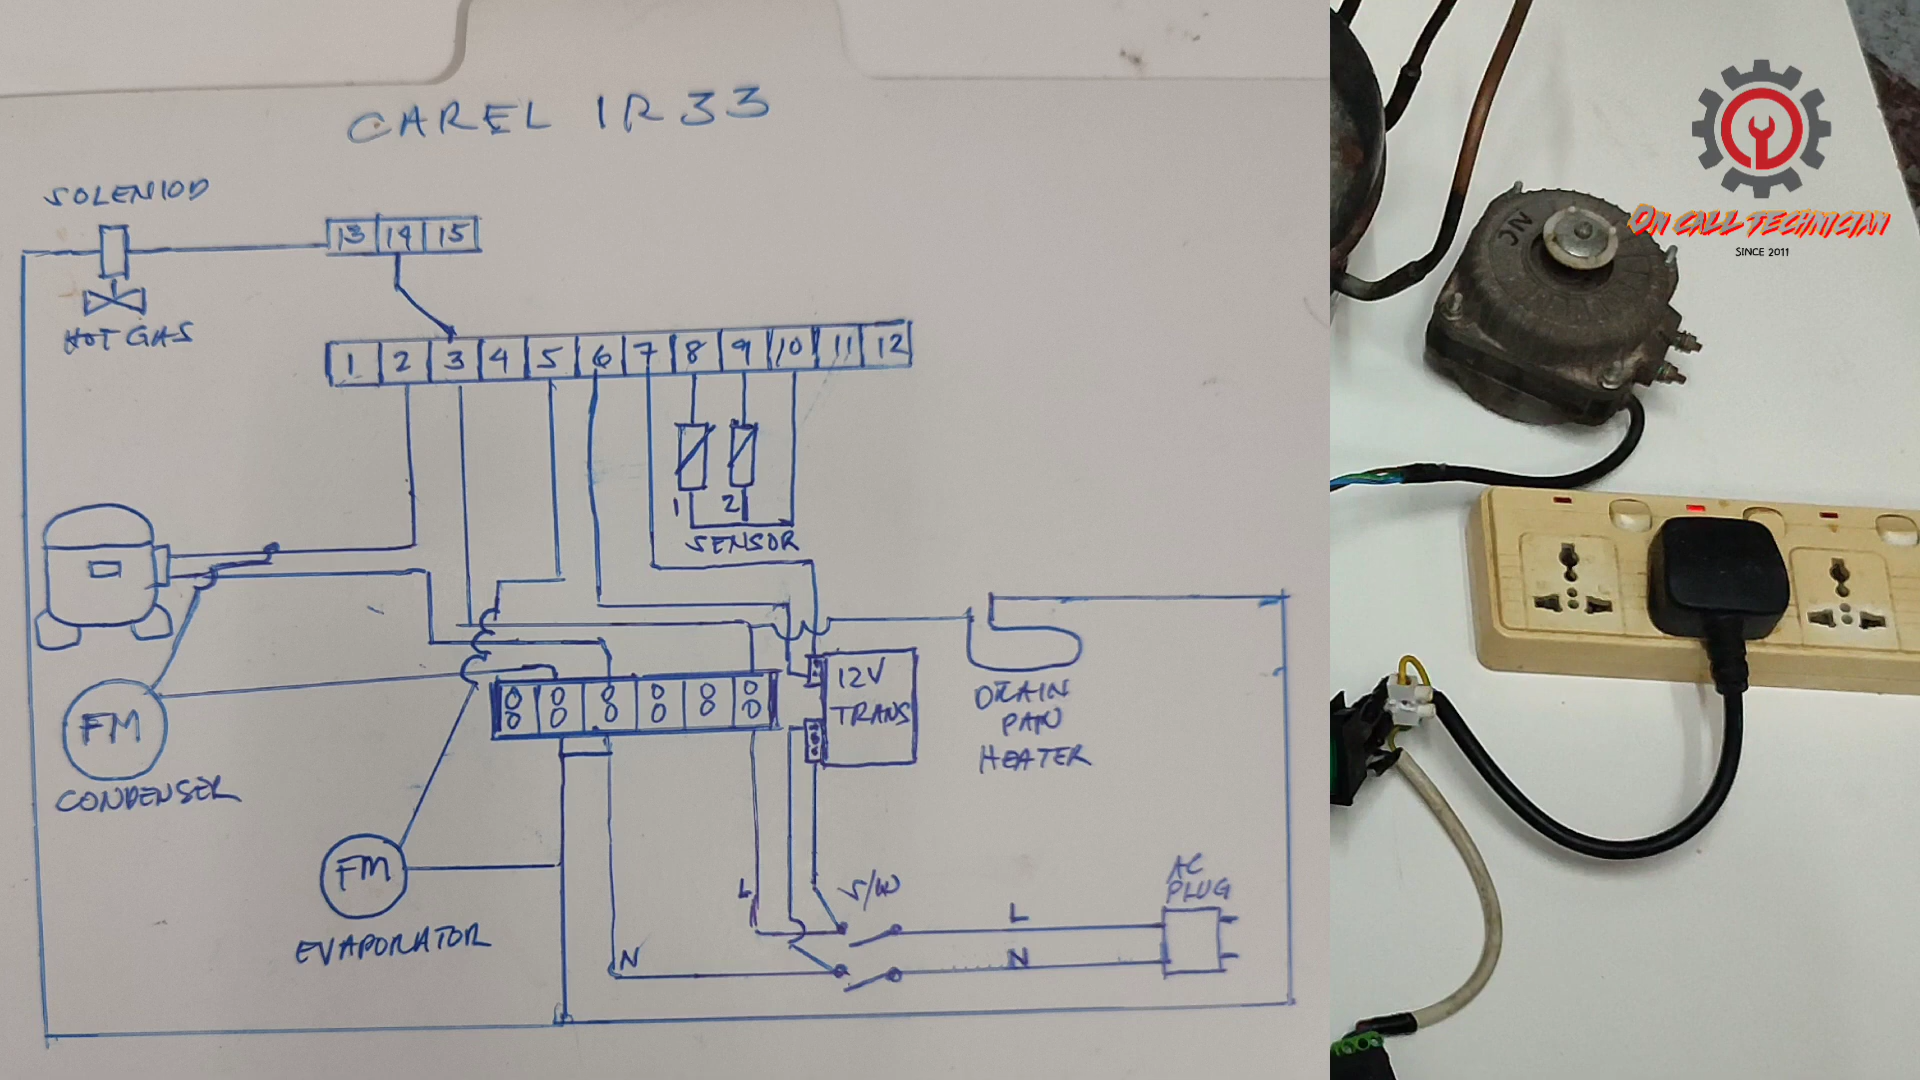 CAREL IR33
SOLENIOD
HOT GAS
13 14 15
1 2 3 4 5 6 7 8 9 10 11 12
1 2
SENSOR
FM
CONDENSER
FM
EVAPORATOR
12V
TRANS
DRAIN
PAN
HEATER
L
N
S/W
L
N
AC
PLUG
JN
ON CALL TECHNICIAN
SINCE 2011